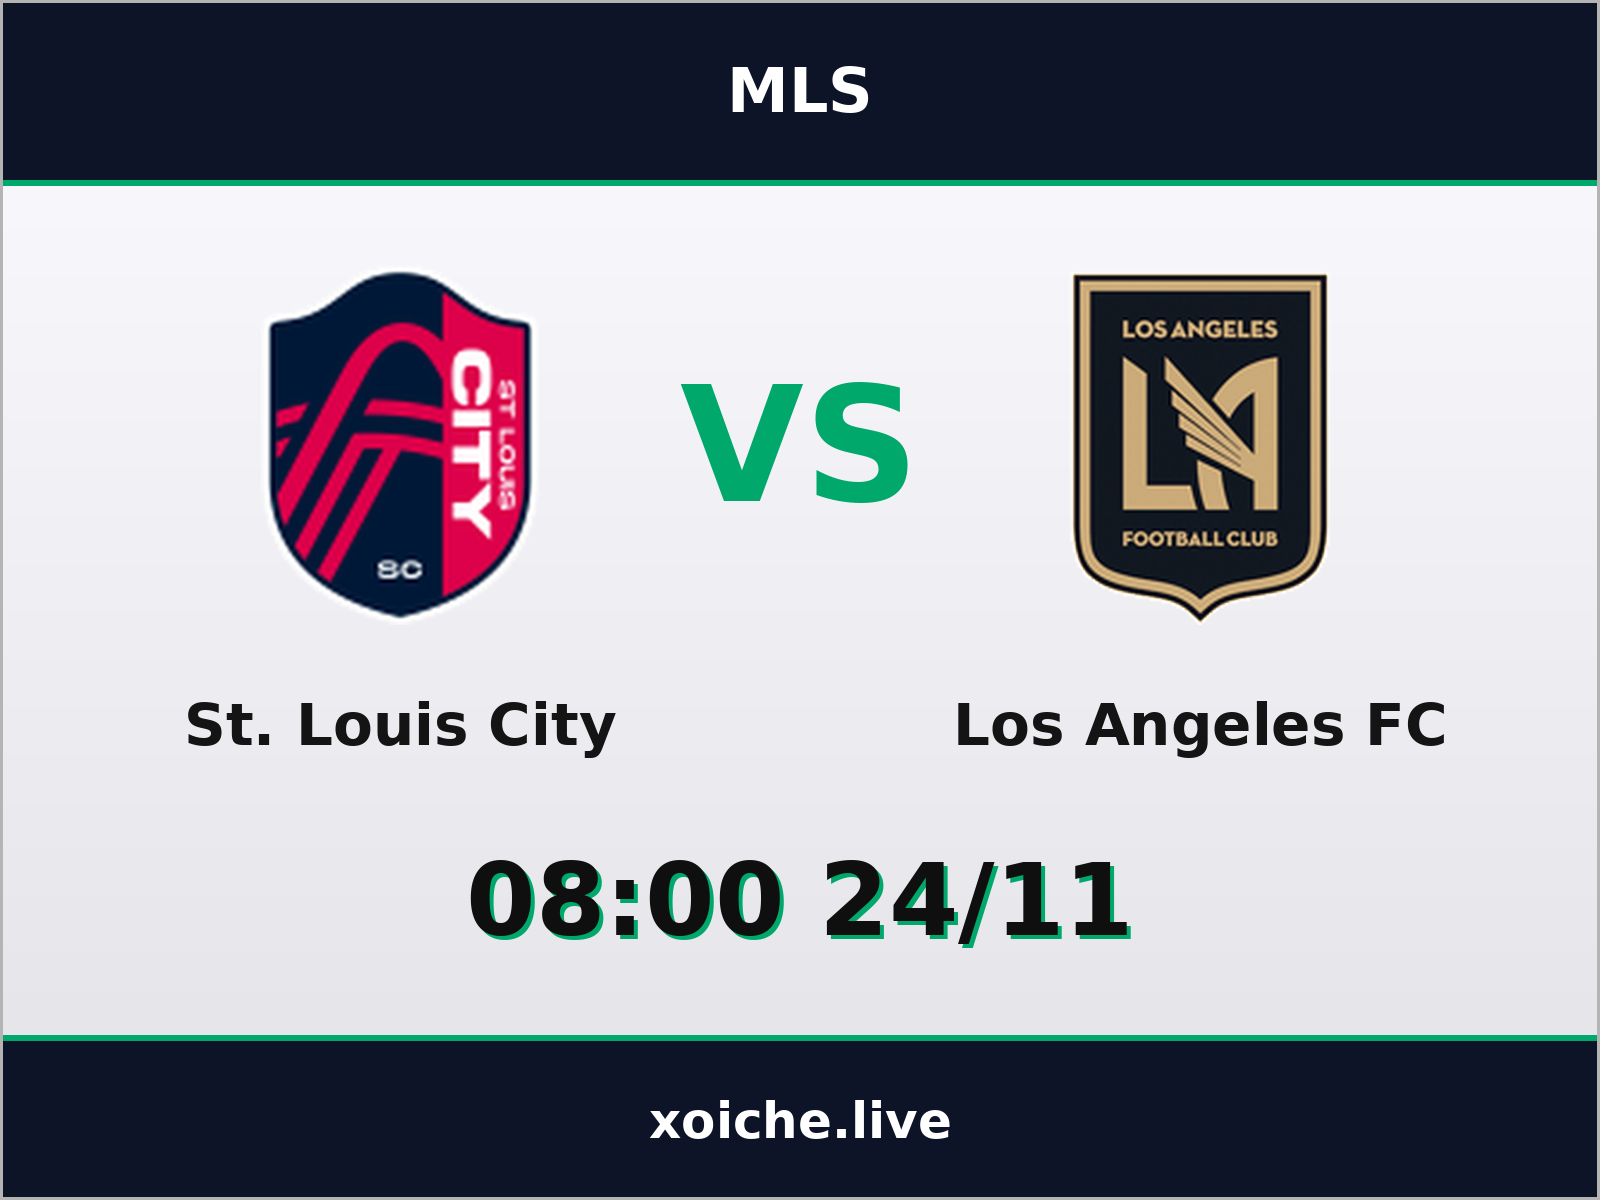 MLS
CITY
ST LOUIS
SC
VS
LOS ANGELES
LA
FOOTBALL CLUB
St. Louis City
Los Angeles FC
08:00 24/11
xoiche.live